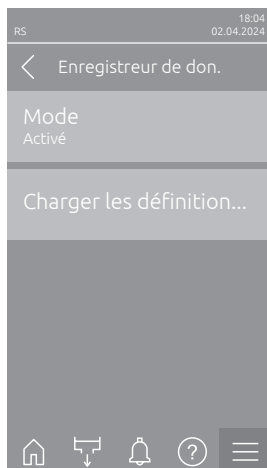 18:04
RS 02.04.2024
Enregistreur de don.
Mode
Activé
Charger les définition...
?